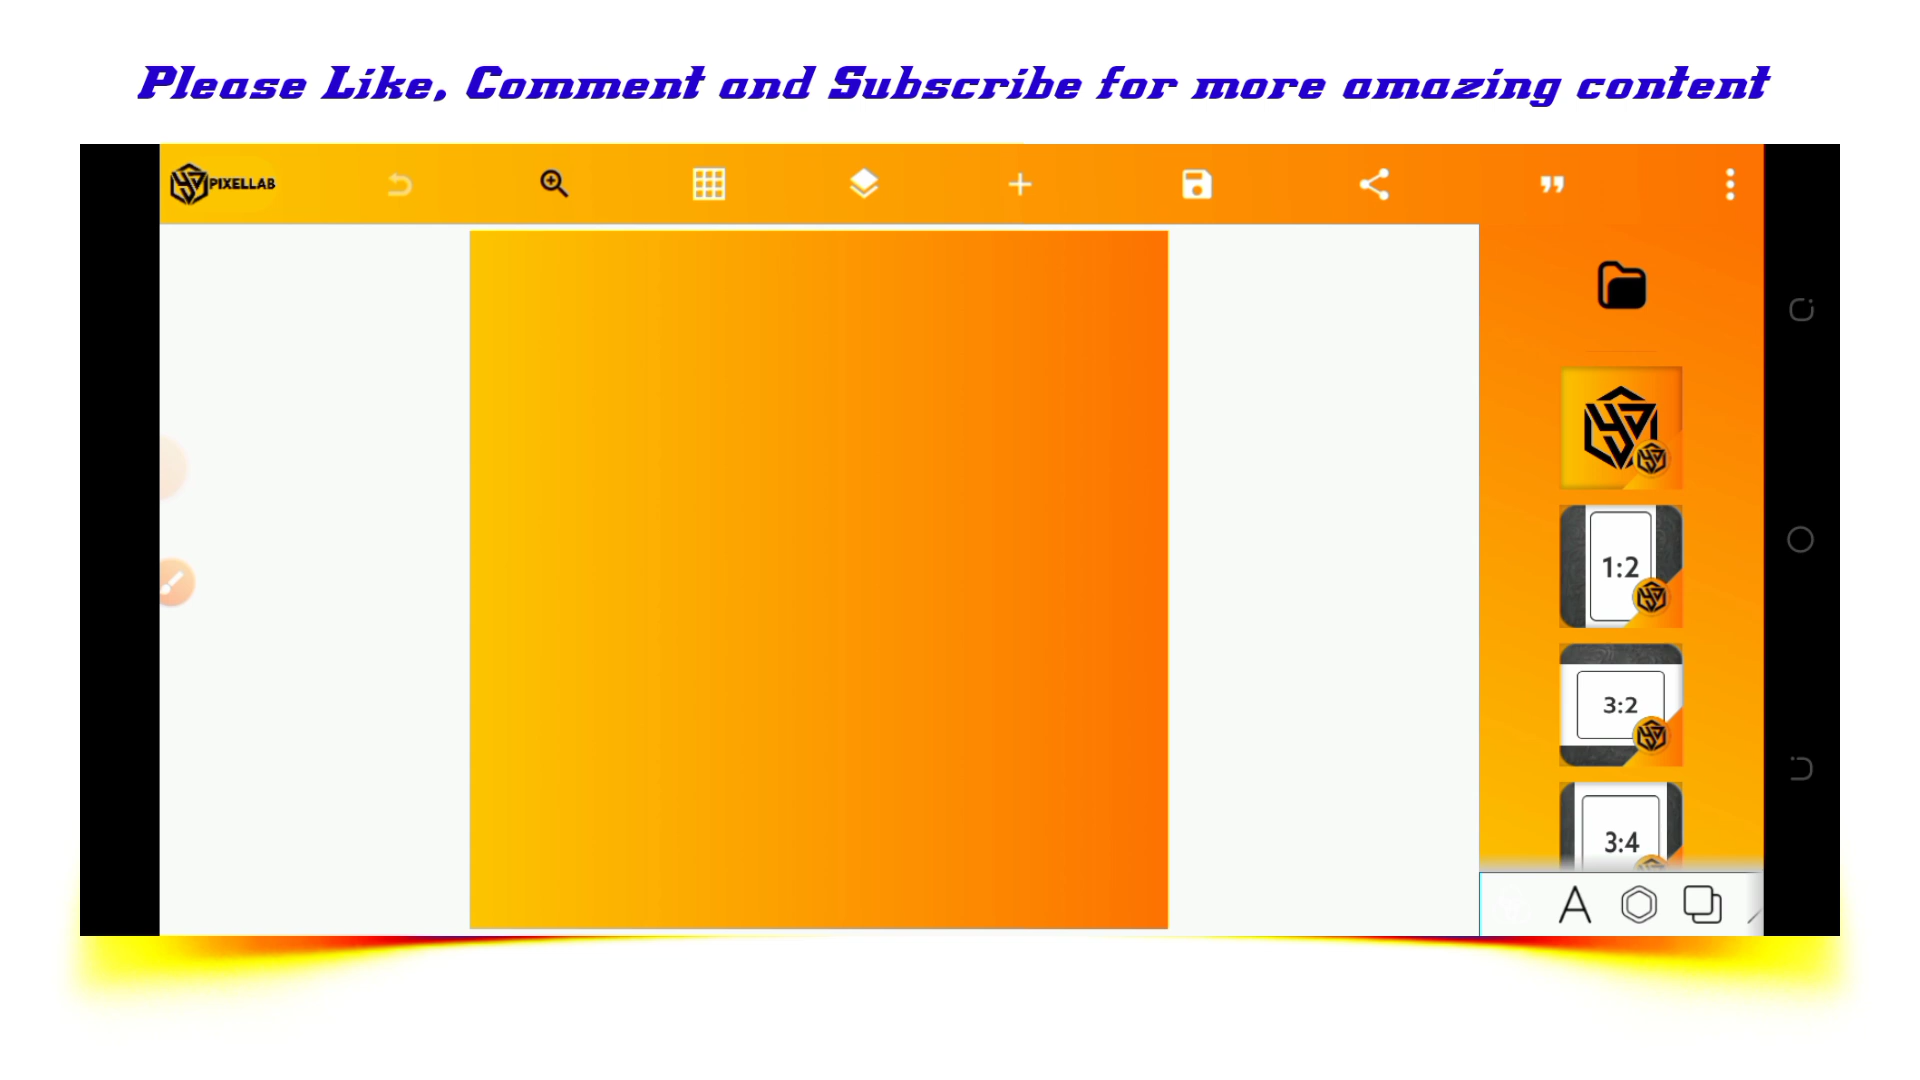 Please Like, Comment and Subscribe for more amazing content
PIXELLAB
1:2
3:2
3:4
A